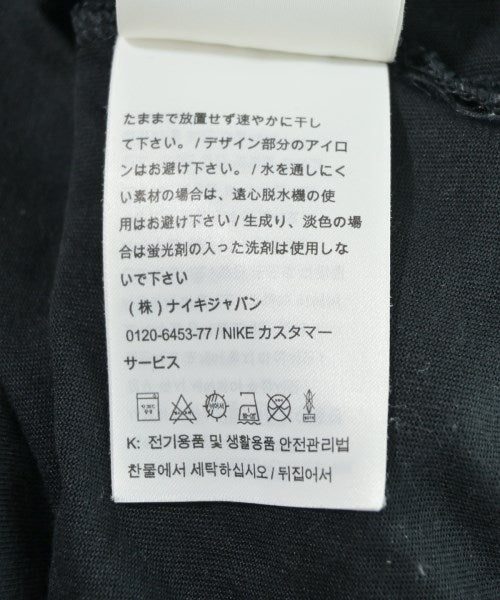 たままで放置せず速やかに干し
て下さい。/ デザイン部分のアイロ
ンはお避け下さい。/ 水を通しにく
い素材の場合は、遠心脱水機の使
用はお避け下さい / 生成り、淡色の場
合は蛍光剤の入った洗剤は使用しな
いで下さい
(株) ナイキジャパン
0120-6453-77 / NIKE カスタマー
サービス
K: 전기용품 및 생활용품 안전관리법
찬물에서 세탁하십시오 / 뒤집어서